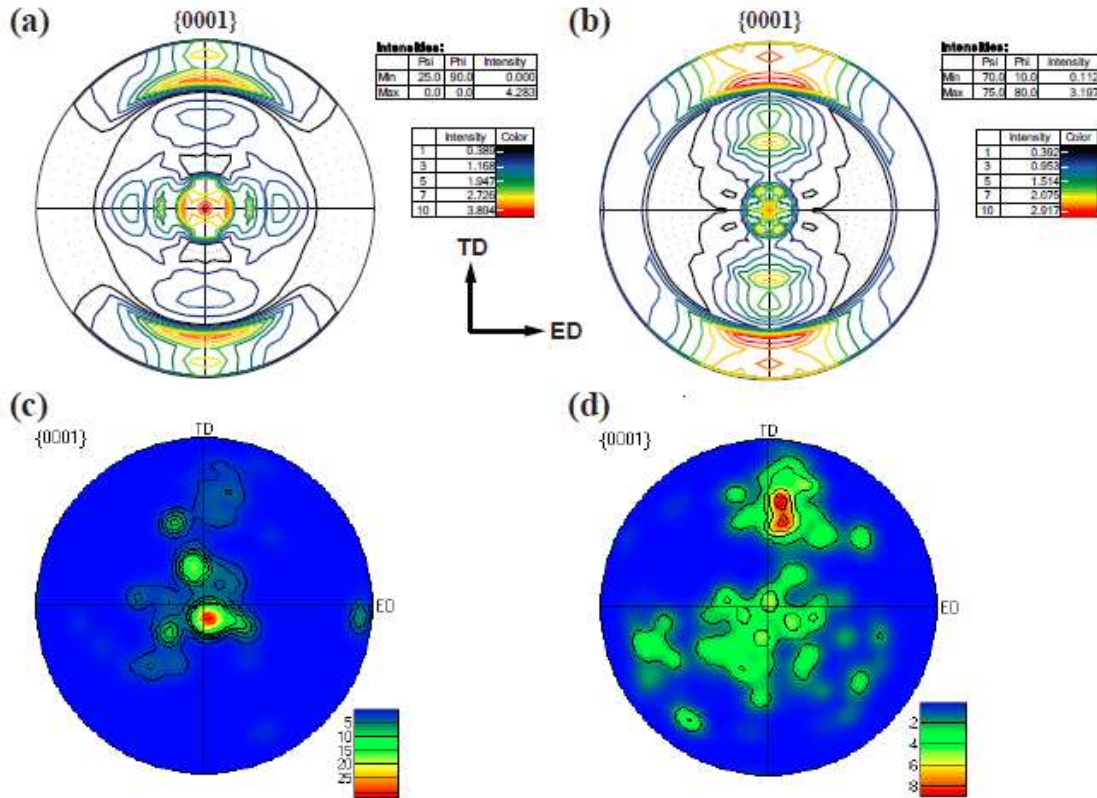 (a)
{0001}
Intensities:
Psi Phi Intensity
Min 25.0 90.0 0.000
Max 0.0 0.0 4.283
Intensity Color
1 0.389
3 1.168
5 1.947
7 2.726
10 3.894
(b)
{0001}
Intensities:
Psi Phi Intensity
Min 70.0 10.0 0.112
Max 75.0 80.0 3.197
Intensity Color
1 0.392
3 0.953
5 1.514
7 2.075
10 2.917
TD
ED
(c)
{0001}
TD
ED
5
10
15
20
25
(d)
{0001}
TD
ED
2
4
6
8